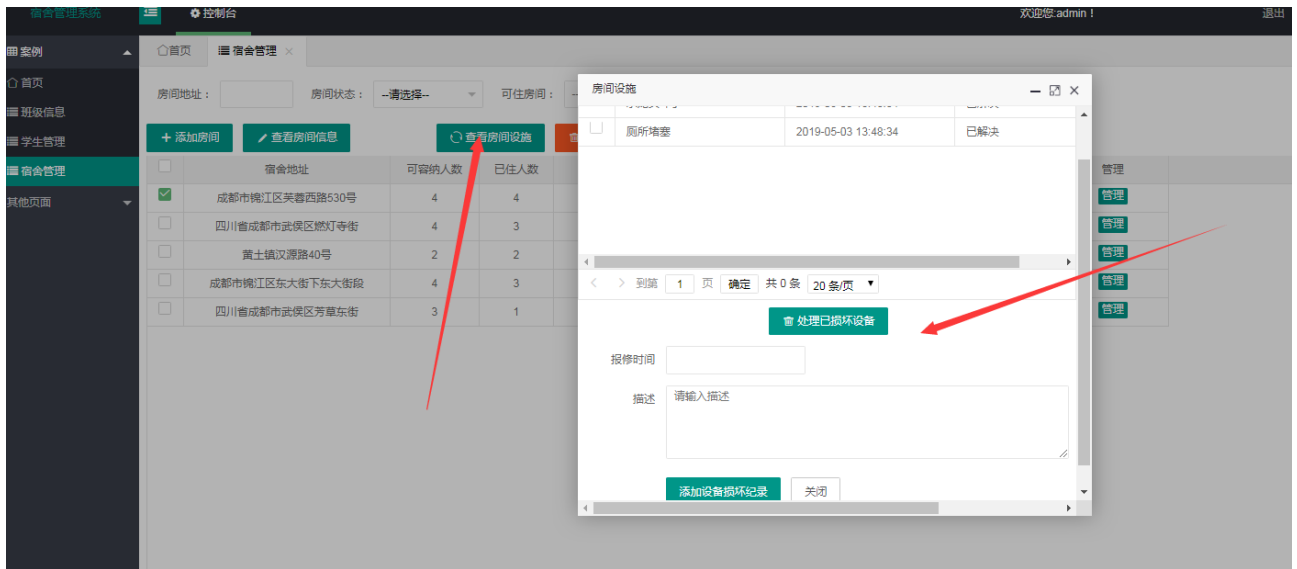 宿舍管理系统
控制台
欢迎您:admin！
退出
案例
首页
宿舍管理
首页
班级信息
学生管理
宿舍管理
其他页面
房间地址：
房间状态：
--请选择--
可住房间：
添加房间
查看房间信息
查看房间设施
宿舍地址 可容纳人数 已住人数 管理
成都市锦江区芙蓉西路530号 4 4 管理
四川省成都市武侯区燃灯寺街 4 3 管理
黄土镇汉源路40号 2 2 管理
成都市锦江区东大街下东大街段 4 3 管理
四川省成都市武侯区芳草东街 3 1 管理
房间设施
厕所堵塞 2019-05-03 13:48:34 已解决
到第 1 页 确定 共 0 条 20 条/页
处理已损坏设备
报修时间
描述 请输入描述
添加设备损坏纪录 关闭